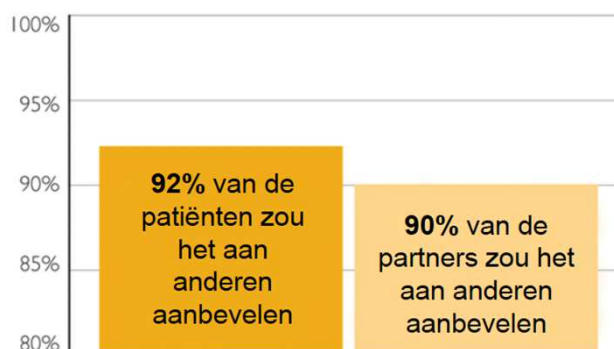 100%
95%
90%
85%
80%
92% van de
patiënten zou
het aan
anderen
aanbevelen
90% van de
partners zou het
aan anderen
aanbevelen